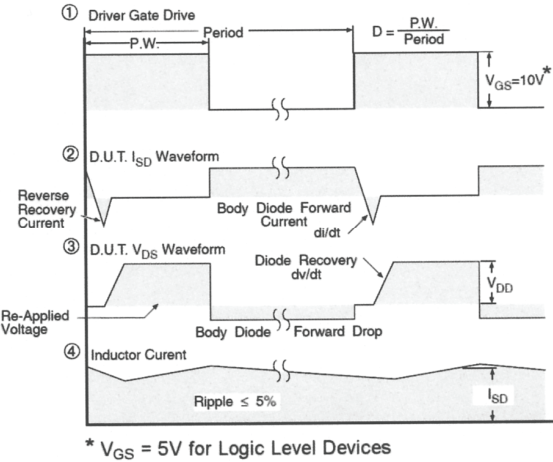 ① Driver Gate Drive
P.W.
Period
D = P.W. / Period
V_GS=10V*
② D.U.T. I_SD Waveform
Reverse
Recovery
Current
Body Diode Forward
Current
di/dt
③ D.U.T. V_DS Waveform
Diode Recovery
dv/dt
V_DD
Re-Applied
Voltage
Body Diode Forward Drop
④ Inductor Curent
Ripple ≤ 5%
I_SD
* V_GS = 5V for Logic Level Devices